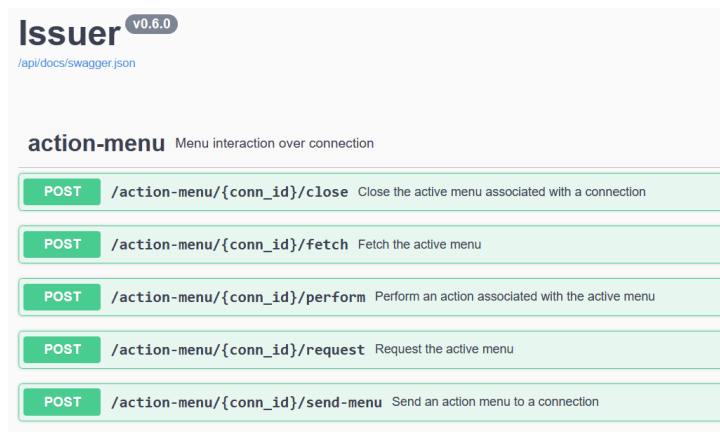 Issuer v0.6.0
/api/docs/swagger.json
action-menu Menu interaction over connection
POST /action-menu/{conn_id}/close Close the active menu associated with a connection
POST /action-menu/{conn_id}/fetch Fetch the active menu
POST /action-menu/{conn_id}/perform Perform an action associated with the active menu
POST /action-menu/{conn_id}/request Request the active menu
POST /action-menu/{conn_id}/send-menu Send an action menu to a connection